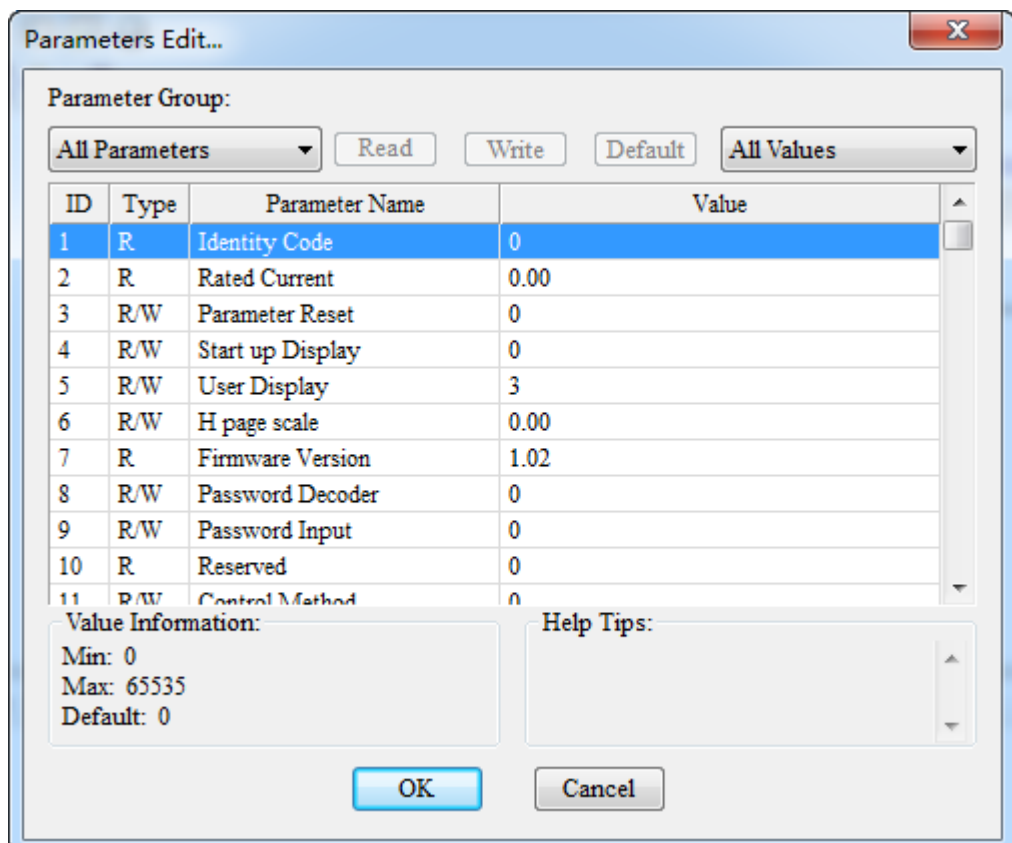 Parameters Edit...
Parameter Group:
All Parameters Read Write Default All Values
ID Type Parameter Name Value
1 R Identity Code 0
2 R Rated Current 0.00
3 R/W Parameter Reset 0
4 R/W Start up Display 0
5 R/W User Display 3
6 R/W H page scale 0.00
7 R Firmware Version 1.02
8 R/W Password Decoder 0
9 R/W Password Input 0
10 R Reserved 0
11 R/W Control Method 0
Value Information: Help Tips:
Min: 0
Max: 65535
Default: 0
OK Cancel